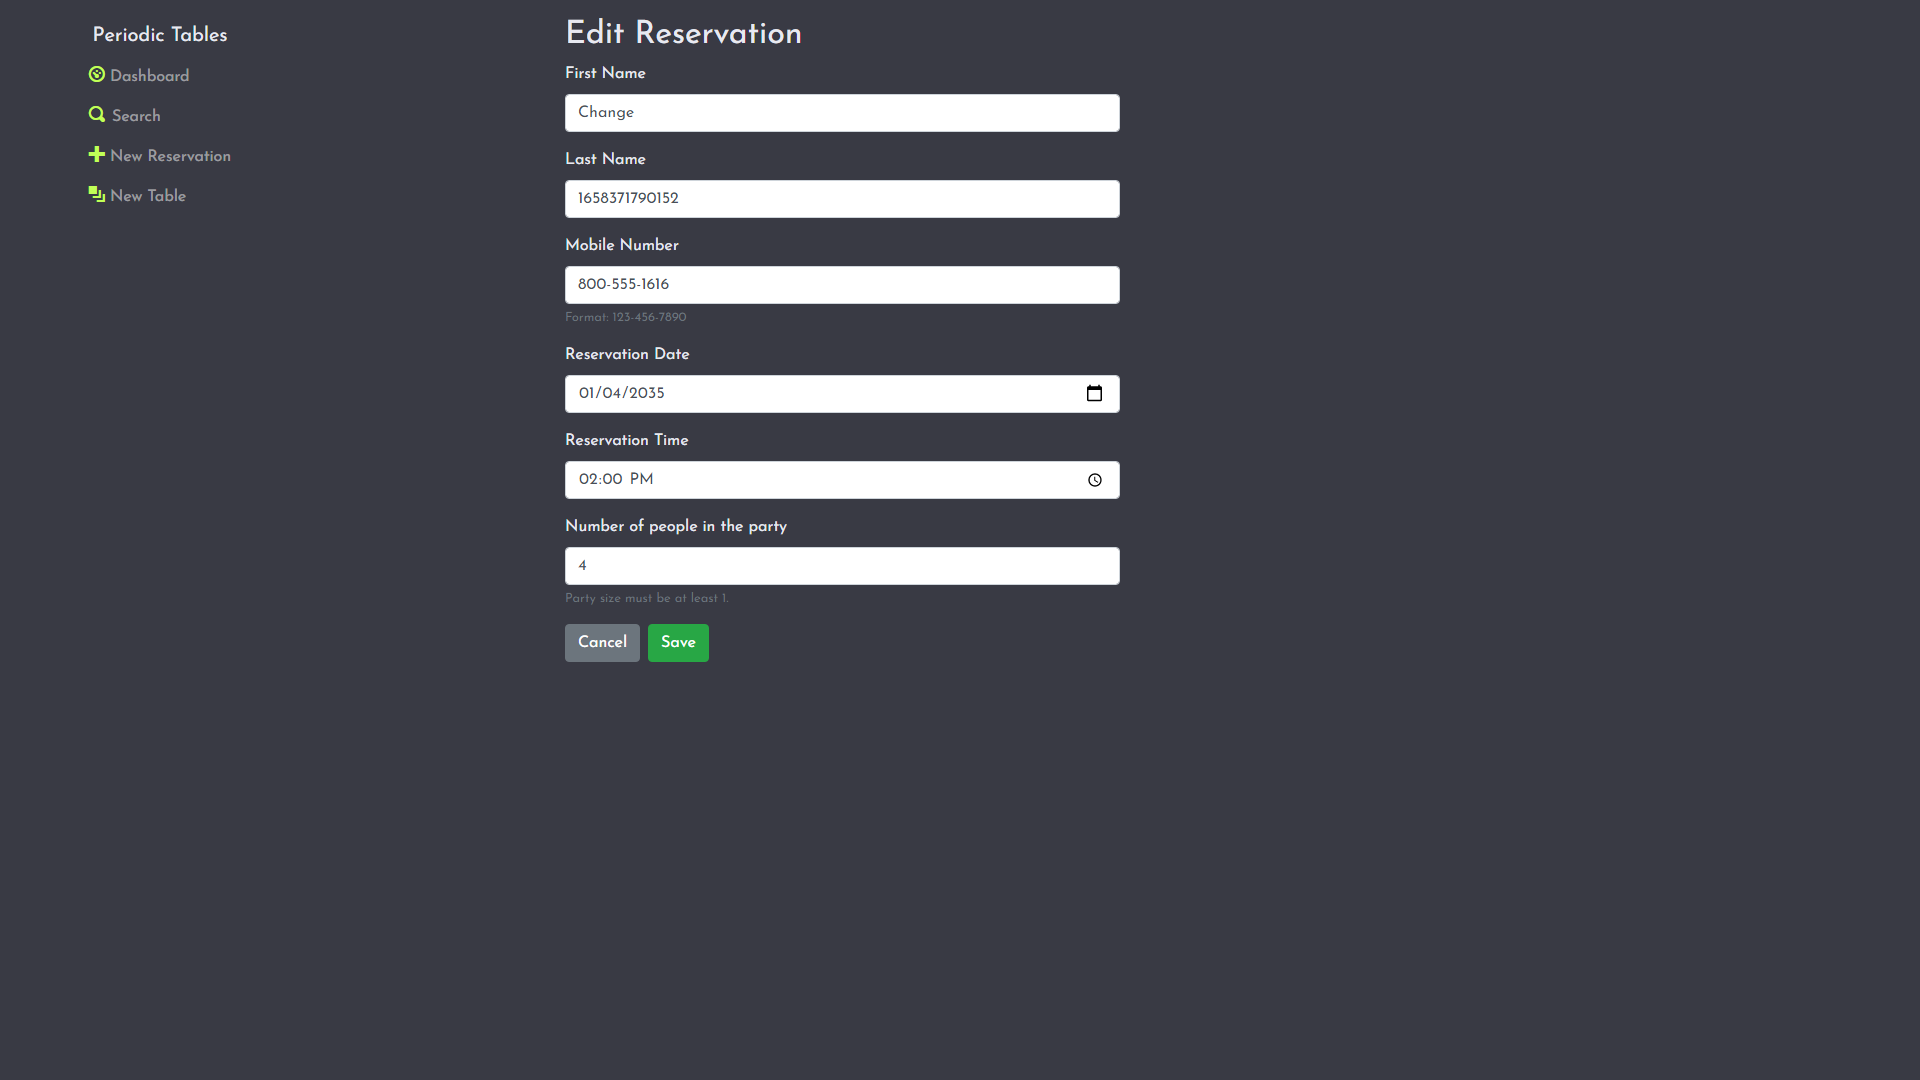 Periodic Tables
Dashboard
Search
New Reservation
New Table
Edit Reservation
First Name
Change
Last Name
1658371790152
Mobile Number
800-555-1616
Format: 123-456-7890
Reservation Date
01/04/2035
Reservation Time
02:00 PM
Number of people in the party
4
Party size must be at least 1.
Cancel Save